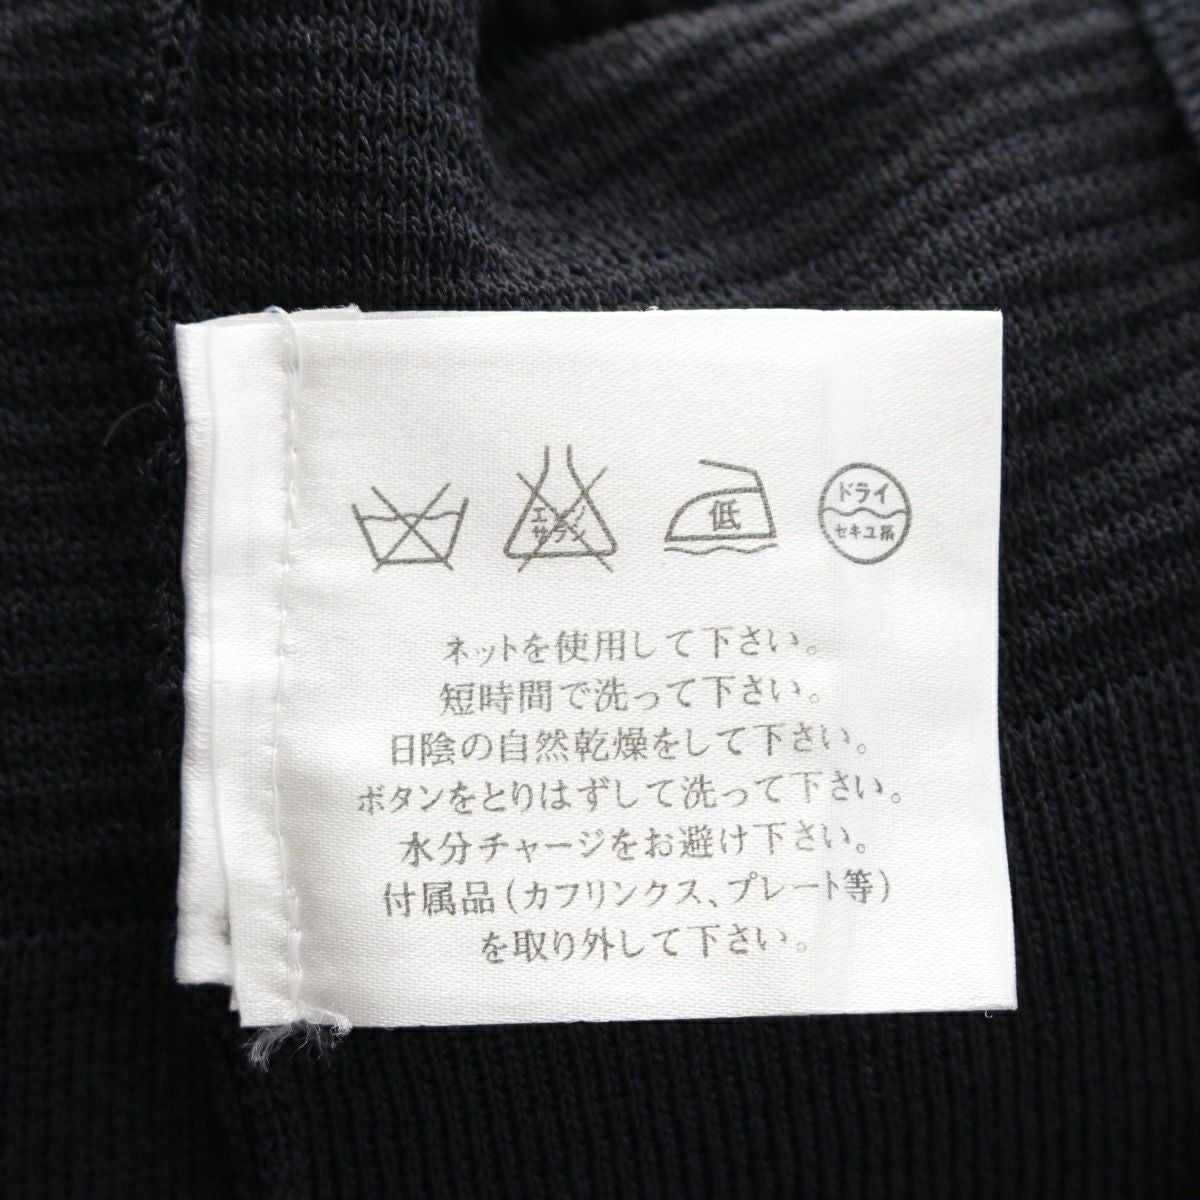 エンソ
サラシ
低
ドライ
セキユ系
ネットを使用して下さい。
短時間で洗って下さい。
日陰の自然乾燥をして下さい。
ボタンをとりはずして洗って下さい。
水分チャージをお避け下さい。
付属品(カフリンクス、プレート等)
を取り外して下さい。